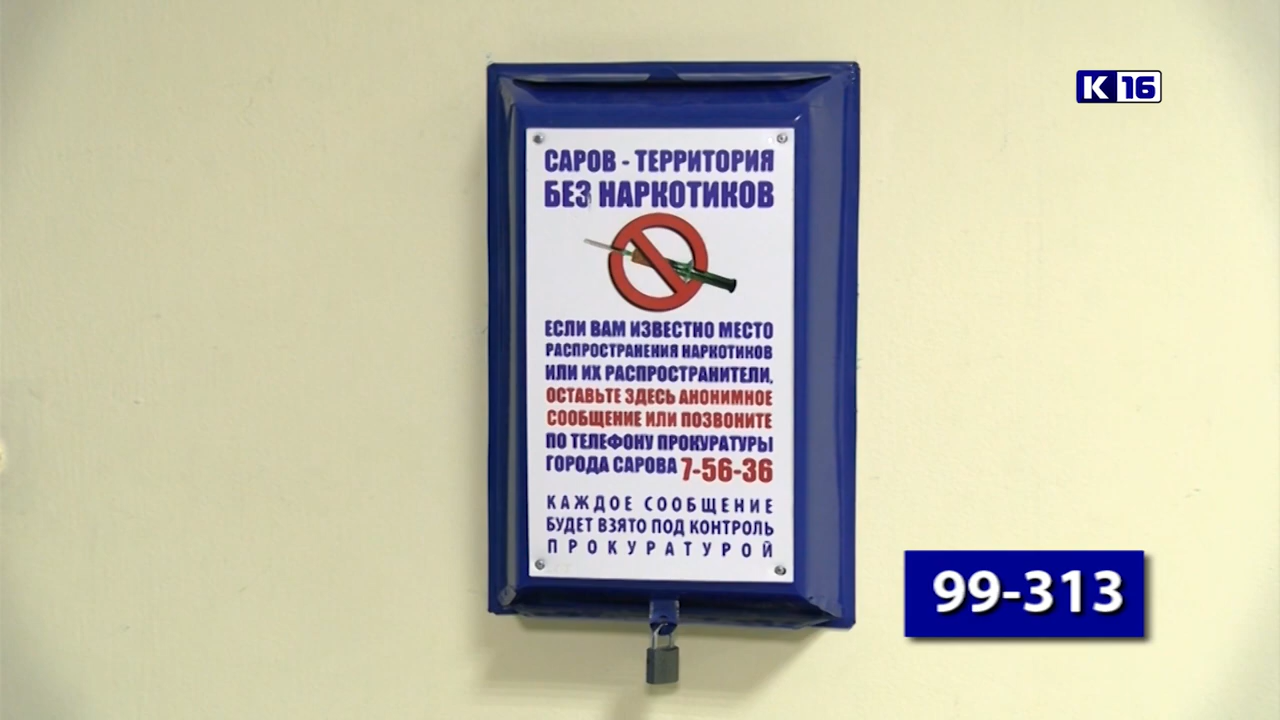 К 16
САРОВ - ТЕРРИТОРИЯ
БЕЗ НАРКОТИКОВ
ЕСЛИ ВАМ ИЗВЕСТНО МЕСТО
РАСПРОСТРАНЕНИЯ НАРКОТИКОВ
ИЛИ ИХ РАСПРОСТРАНИТЕЛИ,
ОСТАВЬТЕ ЗДЕСЬ АНОНИМНОЕ
СООБЩЕНИЕ ИЛИ ПОЗВОНИТЕ
ПО ТЕЛЕФОНУ ПРОКУРАТУРЫ
ГОРОДА САРОВА 7-56-36
КАЖДОЕ СООБЩЕНИЕ
БУДЕТ ВЗЯТО ПОД КОНТРОЛЬ
ПРОКУРАТУРОЙ
99-313